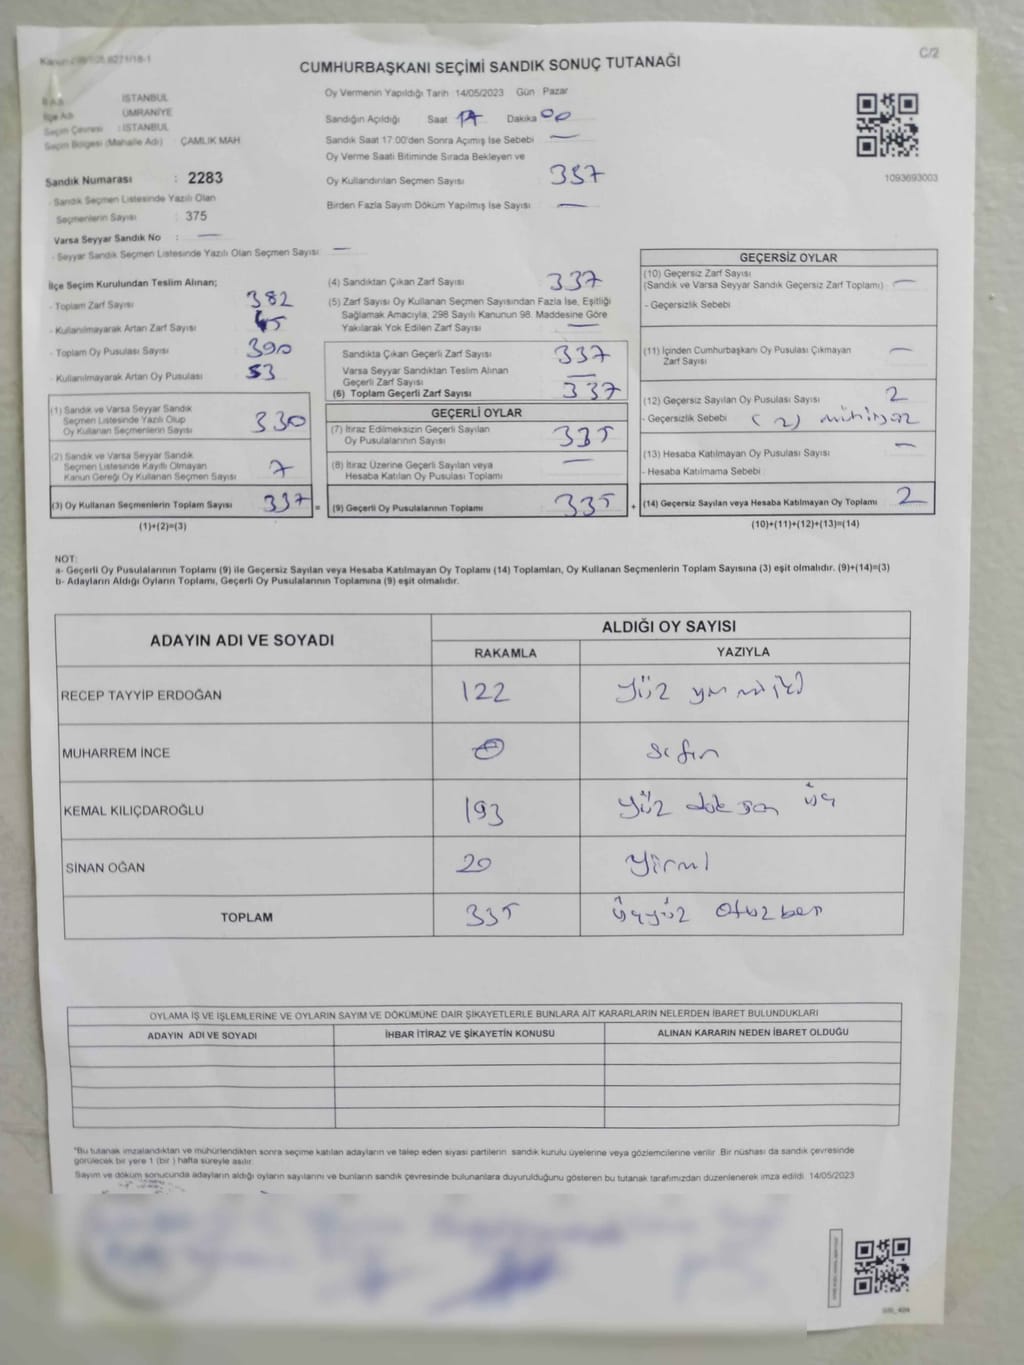 C/2
CUMHURBAŞKANI SEÇİMİ SANDIK SONUÇ TUTANAĞI
İl Adı : İSTANBUL
İlçe Adı : ÜMRANİYE
Seçim Çevresi : İSTANBUL
Seçim Bölgesi (Mahalle Adı) : ÇAMLIK MAH
Sandık Numarası : 2283
- Sandık Seçmen Listesinde Yazılı Olan
Seçmenlerin Sayısı : 375
Varsa Seyyar Sandık No : —
- Seyyar Sandık Seçmen Listesinde Yazılı Olan Seçmen Sayısı : —
Oy Vermenin Yapıldığı Tarih 14/05/2023 Gün Pazar
Sandığın Açıldığı Saat 17 Dakika 00
Sandık Saat 17.00'den Sonra Açılmış İse Sebebi —
Oy Verme Saati Bitiminde Sırada Bekleyen ve
Oy Kullandırılan Seçmen Sayısı 337
Birden Fazla Sayım Döküm Yapılmış İse Sayısı —
1093693003
İlçe Seçim Kurulundan Teslim Alınan;
- Toplam Zarf Sayısı 382
- Kullanılmayarak Artan Zarf Sayısı 45
- Toplam Oy Pusulası Sayısı 390
- Kullanılmayarak Artan Oy Pusulası 53
(1) Sandık ve Varsa Seyyar Sandık
Seçmen Listesinde Yazılı Olup
Oy Kullanan Seçmenlerin Sayısı 330
(2) Sandık ve Varsa Seyyar Sandık
Seçmen Listesinde Kayıtlı Olmayan
Kanun Gereği Oy Kullanan Seçmen Sayısı 7
(3) Oy Kullanan Seçmenlerin Toplam Sayısı 337 =
(1)+(2)=(3)
(4) Sandıktan Çıkan Zarf Sayısı 337
(5) Zarf Sayısı Oy Kullanan Seçmen Sayısından Fazla İse, Eşitliği
Sağlamak Amacıyla, 298 Sayılı Kanunun 98. Maddesine Göre
Yakılarak Yok Edilen Zarf Sayısı —
Sandıkta Çıkan Geçerli Zarf Sayısı 337
Varsa Seyyar Sandıktan Teslim Alınan
Geçerli Zarf Sayısı —
(6) Toplam Geçerli Zarf Sayısı 337
GEÇERLİ OYLAR
(7) İtiraz Edilmeksizin Geçerli Sayılan
Oy Pusulalarının Sayısı 335
(8) İtiraz Üzerine Geçerli Sayılan veya
Hesaba Katılan Oy Pusulası Toplamı —
(9) Geçerli Oy Pusulalarının Toplamı 335 +
GEÇERSİZ OYLAR
(10) Geçersiz Zarf Sayısı
(Sandık ve Varsa Seyyar Sandık Geçersiz Zarf Toplamı) —
- Geçersizlik Sebebi :
(11) İçinden Cumhurbaşkanı Oy Pusulası Çıkmayan
Zarf Sayısı —
(12) Geçersiz Sayılan Oy Pusulası Sayısı 2
- Geçersizlik Sebebi : (2) mühürsüz
(13) Hesaba Katılmayan Oy Pusulası Sayısı —
- Hesaba Katılmama Sebebi :
(14) Geçersiz Sayılan veya Hesaba Katılmayan Oy Toplamı 2
(10)+(11)+(12)+(13)=(14)
NOT:
a- Geçerli Oy Pusulalarının Toplamı (9) ile Geçersiz Sayılan veya Hesaba Katılmayan Oy Toplamı (14) Toplamları, Oy Kullanan Seçmenlerin Toplam Sayısına (3) eşit olmalıdır. (9)+(14)=(3)
b- Adayların Aldığı Oyların Toplamı, Geçerli Oy Pusulalarının Toplamına (9) eşit olmalıdır.
ADAYIN ADI VE SOYADI ALDIĞI OY SAYISI
RAKAMLA YAZIYLA
RECEP TAYYİP ERDOĞAN 122 Yüz yirmi iki
MUHARREM İNCE 0 sıfır
KEMAL KILIÇDAROĞLU 193 Yüz doksan üç
SİNAN OĞAN 20 Yirmi
TOPLAM 335 Üçyüz Otuzbeş
OYLAMA İŞ VE İŞLEMLERİNE VE OYLARIN SAYIM VE DÖKÜMÜNE DAİR ŞİKAYETLERLE BUNLARA AİT KARARLARIN NELERDEN İBARET BULUNDUKLARI
ADAYIN ADI VE SOYADI İHBAR İTİRAZ VE ŞİKAYETİN KONUSU ALINAN KARARIN NEDEN İBARET OLDUĞU
*Bu tutanak imzalandıktan ve mühürlendikten sonra seçime katılan adayların ve talep eden siyasi partilerin sandık kurulu üyelerine veya gözlemcilerine verilir. Bir nüshası da sandık çevresinde
görülecek bir yere 1 (bir ) hafta süreyle asılır.
Sayım ve döküm sonucunda adayların aldığı oyların sayılarını ve bunların sandık çevresinde bulunanlara duyurulduğunu gösteren bu tutanak tarafımızdan düzenlenerek imza edildi. 14/05/2023